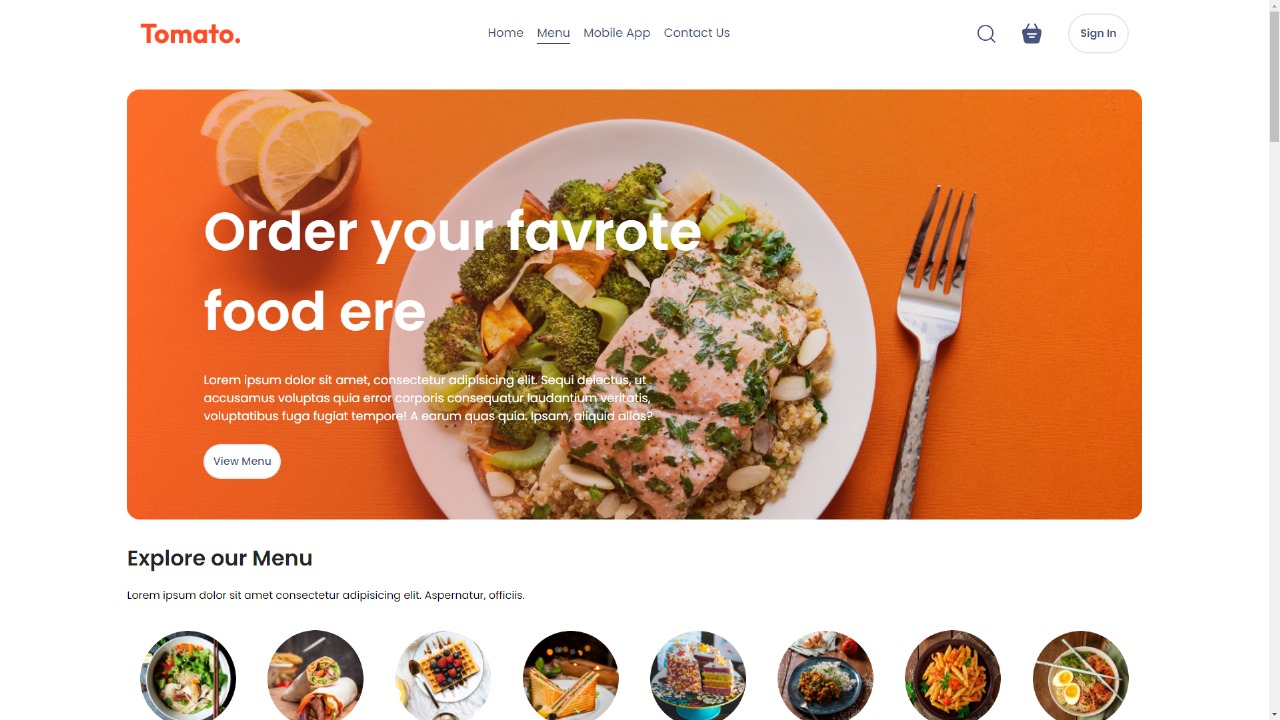 Tomato.
Home Menu Mobile App Contact Us
Sign In
Order your favrote
food ere
Lorem ipsum dolor sit amet, consectetur adipisicing elit. Sequi delectus, ut
accusamus voluptas quia error corporis consequatur laudantium veritatis,
voluptatibus fuga fugiat tempore! A earum quas quia. Ipsam, aliquid alias?
View Menu
Explore our Menu
Lorem ipsum dolor sit amet consectetur adipisicing elit. Aspernatur, officiis.